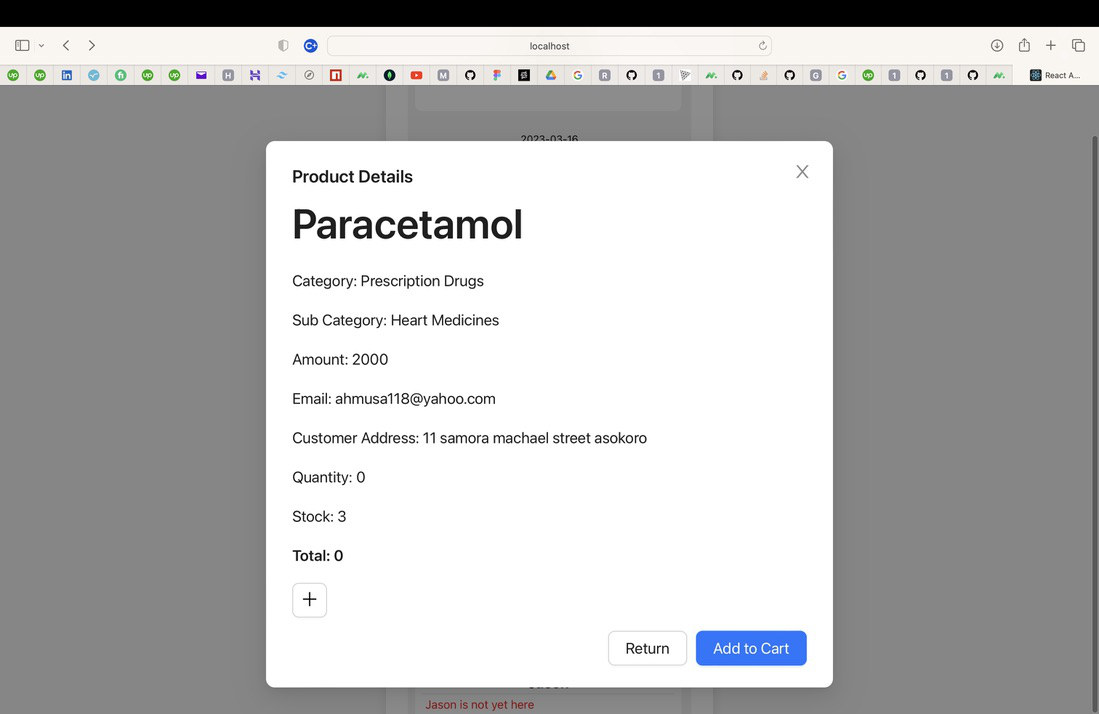 localhost
React A...
2023-03-16
Product Details
Paracetamol
Category: Prescription Drugs
Sub Category: Heart Medicines
Amount: 2000
Email: ahmusa118@yahoo.com
Customer Address: 11 samora machael street asokoro
Quantity: 0
Stock: 3
Total: 0
Return
Add to Cart
Jason is not yet here